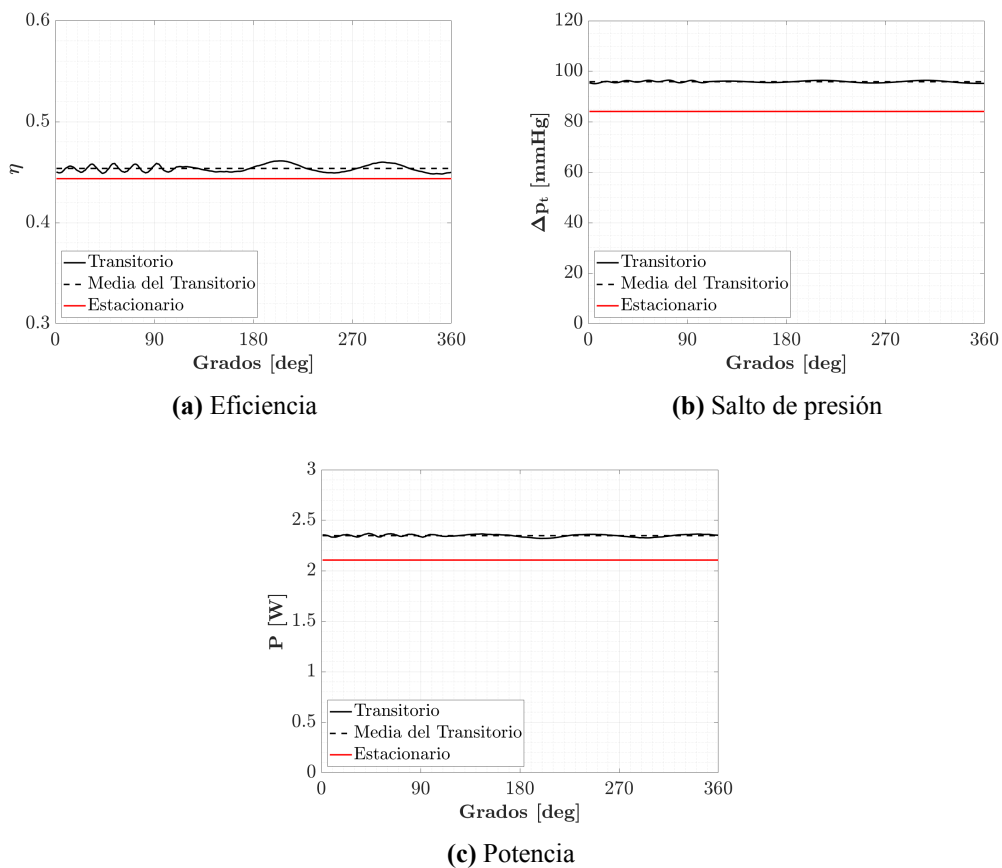 0.6
0.5
0.4
0.3
η
Transitorio
Media del Transitorio
Estacionario
0 90 180 270 360
Grados [deg]
(a) Eficiencia
120
100
80
60
40
20
0
Δpt [mmHg]
Transitorio
Media del Transitorio
Estacionario
0 90 180 270 360
Grados [deg]
(b) Salto de presión
3
2.5
2
1.5
1
0.5
0
P [W]
Transitorio
Media del Transitorio
Estacionario
0 90 180 270 360
Grados [deg]
(c) Potencia